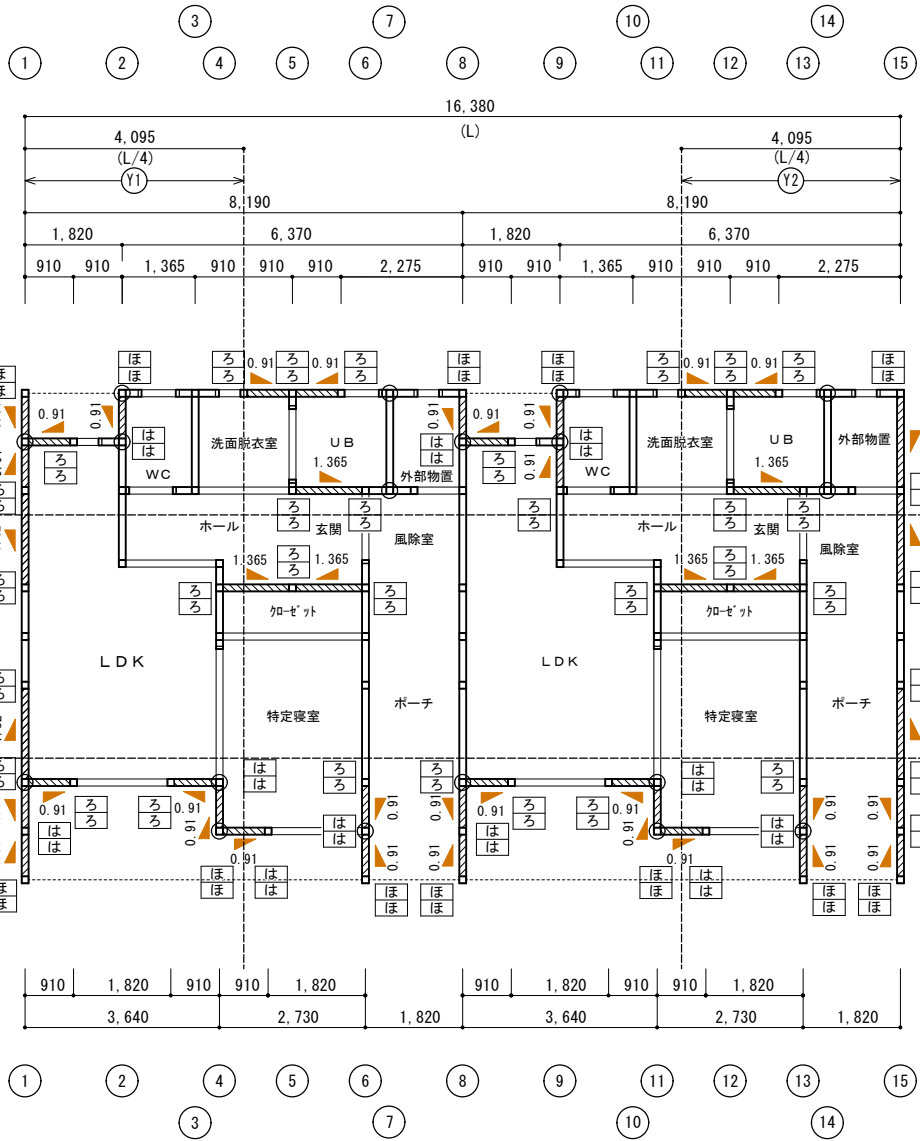 3 7 10 14
1 2 4 5 6 8 9 11 12 13 15
16,380
(L)
4,095 4,095
(L/4) (L/4)
Y1 Y2
8,190 8,190
1,820 6,370 1,820 6,370
910 910 1,365 910 910 910 2,275 910 910 1,365 910 910 910 2,275
ほ ろ ろ ろ ほ ほ ろ ろ ろ ほ
ほ ろ 0.91 ろ 0.91 ろ ほ ほ ろ 0.91 ろ 0.91 ろ ほ
ほ
ほ
0.91 0.91 0.91 0.91
は 洗面脱衣室 UB は は 洗面脱衣室 UB 外部物置
は は は
ろ ろ
ろ ろ
WC 1.365 外部物置 0.91 WC 1.365
ろ ろ ろ ろ ろ
ろ ろ ろ ろ ろ
ホール 玄関 風除室 ホール 玄関 風除室
ろ ろ
1.365 ろ 1.365 1.365 ろ 1.365
ろ ろ ろ ろ
ろ ろ ろ ろ
クローゼット クローゼット
LDK LDK
特定寝室 ポーチ 特定寝室
ポーチ
は ろ ろ は ろ
は ろ ろ は ろ
0.91 ろ ろ 0.91 0.91 ろ ろ 0.91
ろ ろ ろ ろ
0.91 0.91 0.91 0.91
は は は は
は は は は
0.91 0.91 0.91 0.91 0.91 0.91 0.91 0.91
ほ は ほ は
ほ は ほ は
ほ ほ ほ ほ
ほ ほ ほ ほ
910 1,820 910 910 1,820 910 1,820 910 910 1,820
3,640 2,730 1,820 3,640 2,730 1,820
1 2 4 5 6 8 9 11 12 13 15
3 7 10 14